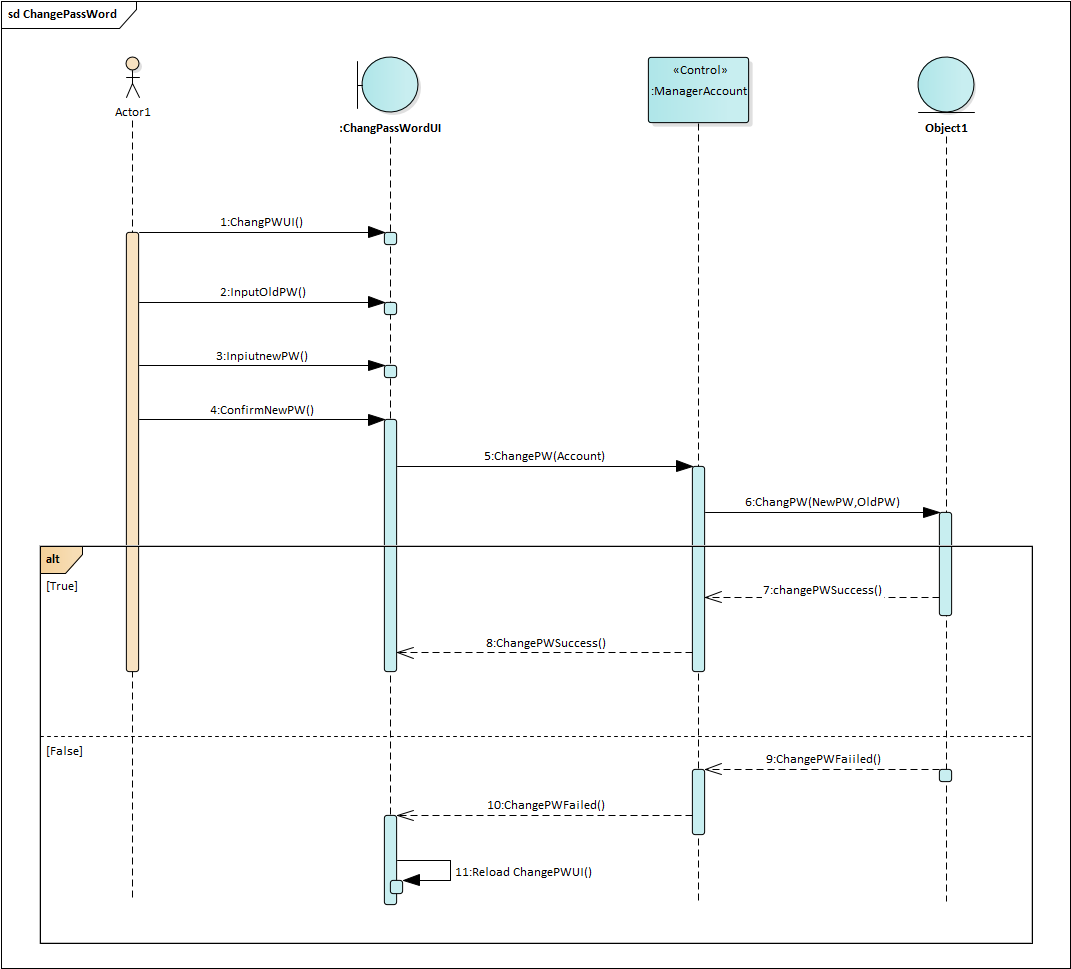 sd ChangePassWord
Actor1
:ChangPassWordUI
«Control»
:ManagerAccount
Object1
1:ChangPWUI()
2:InputOldPW()
3:InpiutnewPW()
4:ConfirmNewPW()
5:ChangePW(Account)
6:ChangPW(NewPW,OldPW)
alt
[True]
7:changePWSuccess()
8:ChangePWSuccess()
[False]
9:ChangePWFaiiled()
10:ChangePWFailed()
11:Reload ChangePWUI()